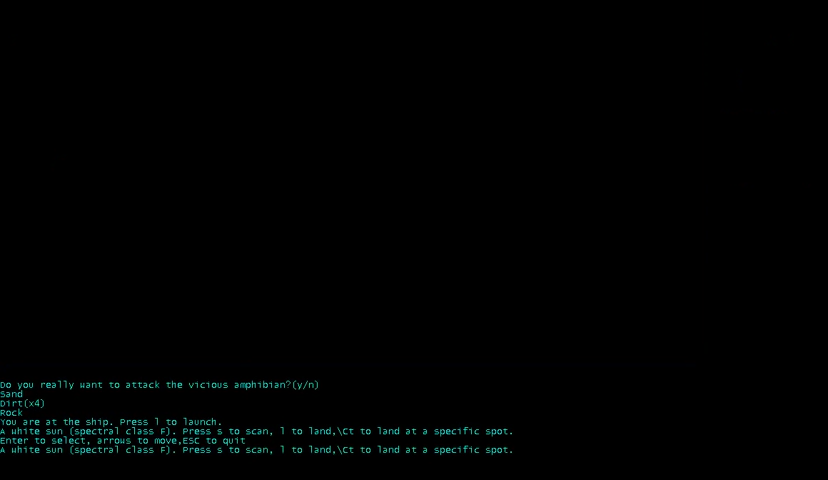 Do you really want to attack the vicious amphibian?(y/n)
Sand
Dirt(x4)
Rock
You are at the ship. Press l to launch.
A white sun (spectral class F). Press s to scan, l to land,\Ct to land at a specific spot.
Enter to select, arrows to move,ESC to quit
A white sun (spectral class F). Press s to scan, l to land,\Ct to land at a specific spot.